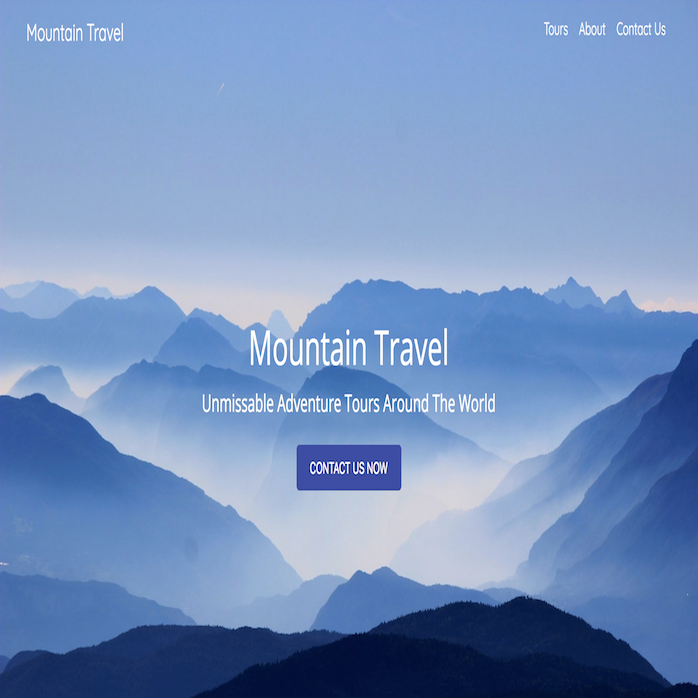 Mountain Travel
Tours About Contact Us
Mountain Travel
Unmissable Adventure Tours Around The World
CONTACT US NOW